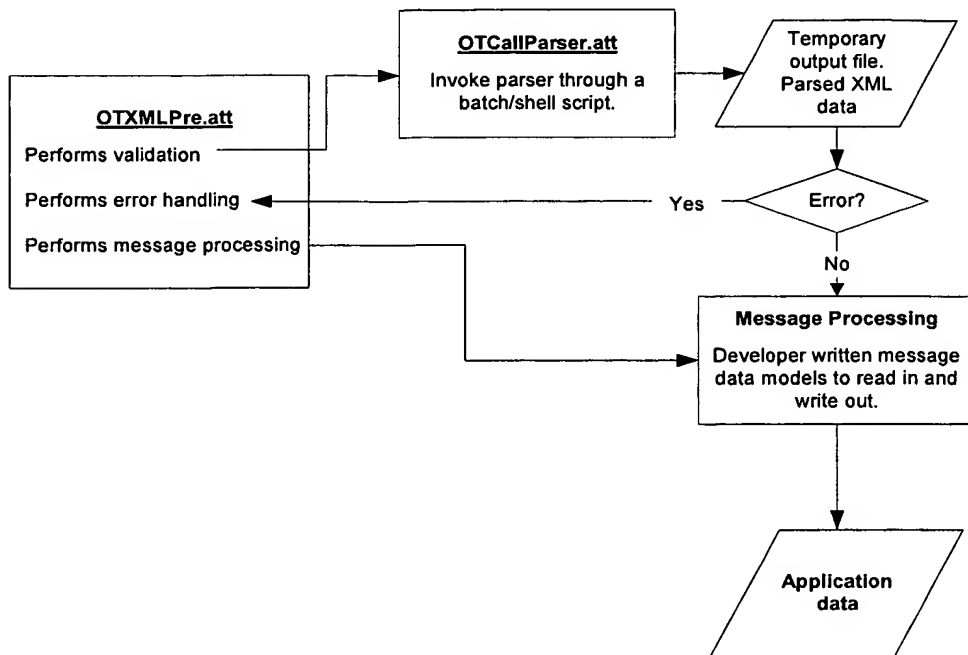 OTXMLPre.att
Performs validation
Performs error handling
Performs message processing
OTCallParser.att
Invoke parser through a
batch/shell script.
Temporary
output file.
Parsed XML
data
Error?
Yes
No
Message Processing
Developer written message
data models to read in and
write out.
Application
data